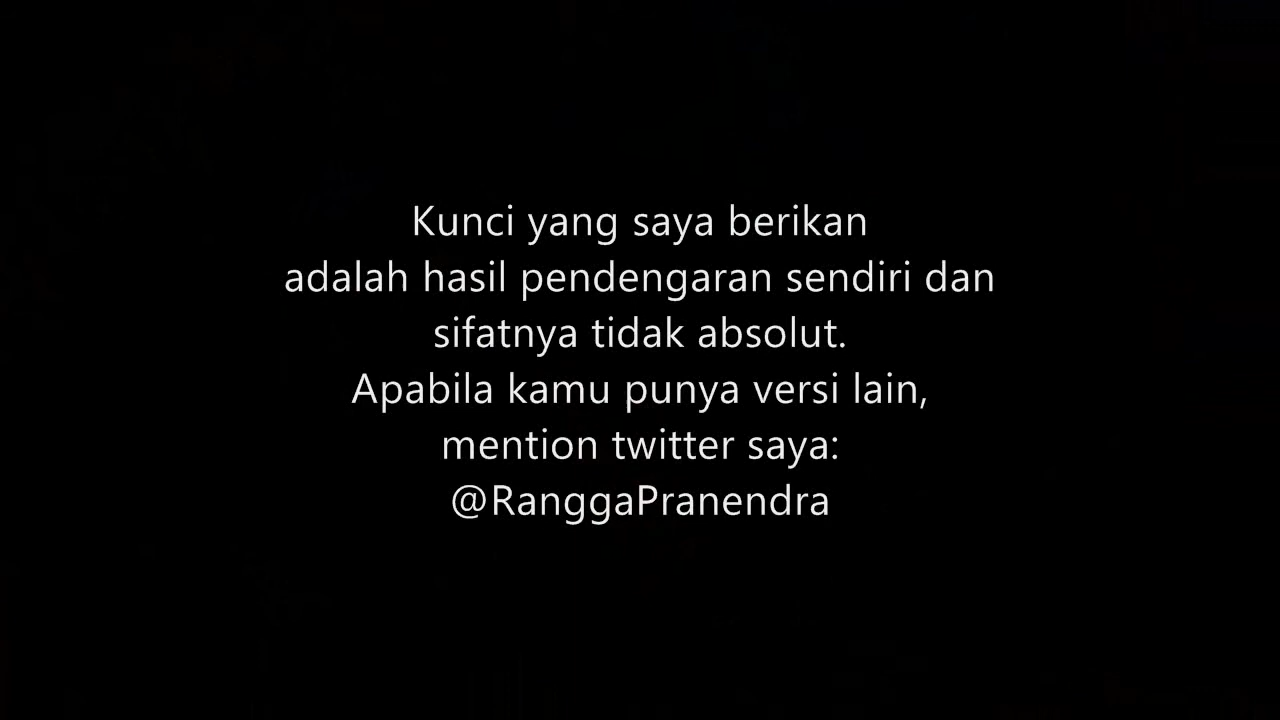 Kunci yang saya berikan
adalah hasil pendengaran sendiri dan
sifatnya tidak absolut.
Apabila kamu punya versi lain,
mention twitter saya:
@RanggaPranendra